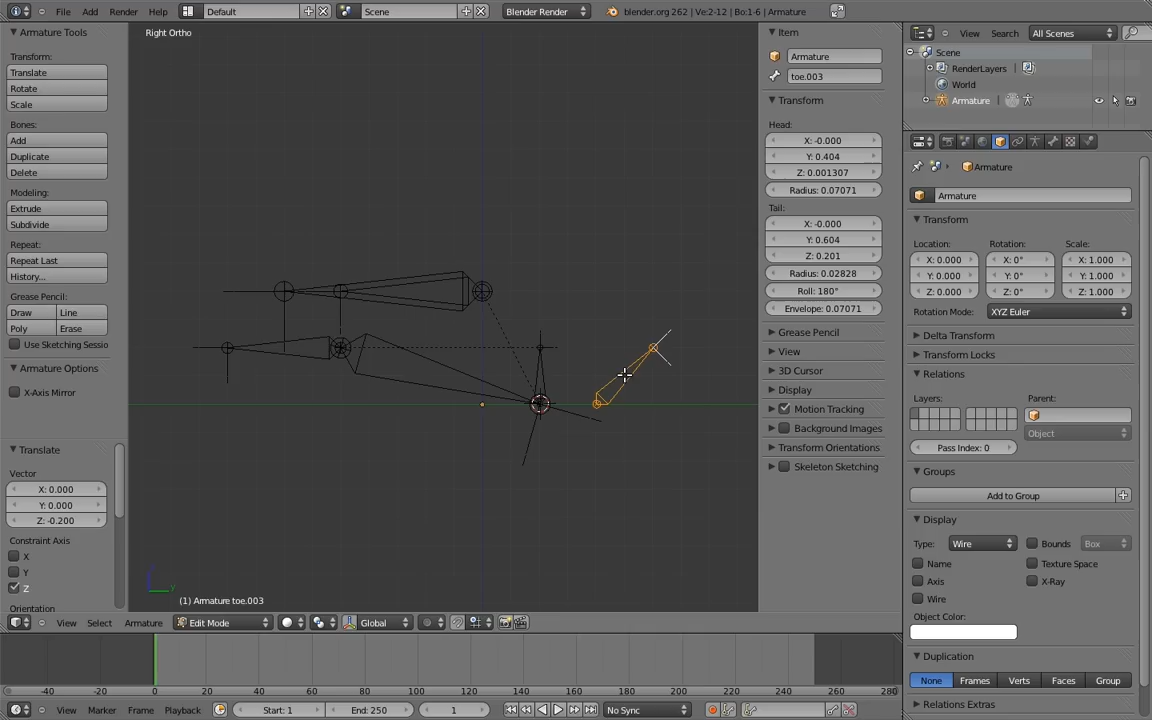 File Add Render Help Default Scene Blender Render blender.org 262 | Ve:2-12 | Bo:1-6 | Armature
Armature Tools
Transform:
Translate
Rotate
Scale
Bones:
Add
Duplicate
Delete
Modeling:
Extrude
Subdivide
Repeat:
Repeat Last
History...
Grease Pencil:
Draw Line
Poly Erase
Use Sketching Sessio
Armature Options
X-Axis Mirror
Translate
Vector
X: 0.000
Y: 0.000
Z: -0.200
Constraint Axis
X
Y
Z
Orientation
Right Ortho
y
(1) Armature toe.003
View Select Armature Edit Mode Global
Item
Armature
toe.003
Transform
Head:
X: -0.000
Y: 0.404
Z: 0.001307
Radius: 0.07071
Tail:
X: -0.000
Y: 0.604
Z: 0.201
Radius: 0.02828
Roll: 180°
Envelope: 0.07071
Grease Pencil
View
3D Cursor
Display
Motion Tracking
Background Images
Transform Orientations
Skeleton Sketching
View Search All Scenes
Scene
RenderLayers
World
Armature
Armature
Armature
Transform
Location: Rotation: Scale:
X: 0.000 X: 0° X: 1.000
Y: 0.000 Y: 0° Y: 1.000
Z: 0.000 Z: 0° Z: 1.000
Rotation Mode: XYZ Euler
Delta Transform
Transform Locks
Relations
Layers: Parent:
Object
Pass Index: 0
Groups
Add to Group
Display
Type: Wire Bounds Box
Name Texture Space
Axis X-Ray
Wire
Object Color:
Duplication
None Frames Verts Faces Group
Relations Extras
-40 -20 0 20 40 60 80 100 120 140 160 180 200 220 240 260 280
View Marker Frame Playback Start: 1 End: 250 1 No Sync